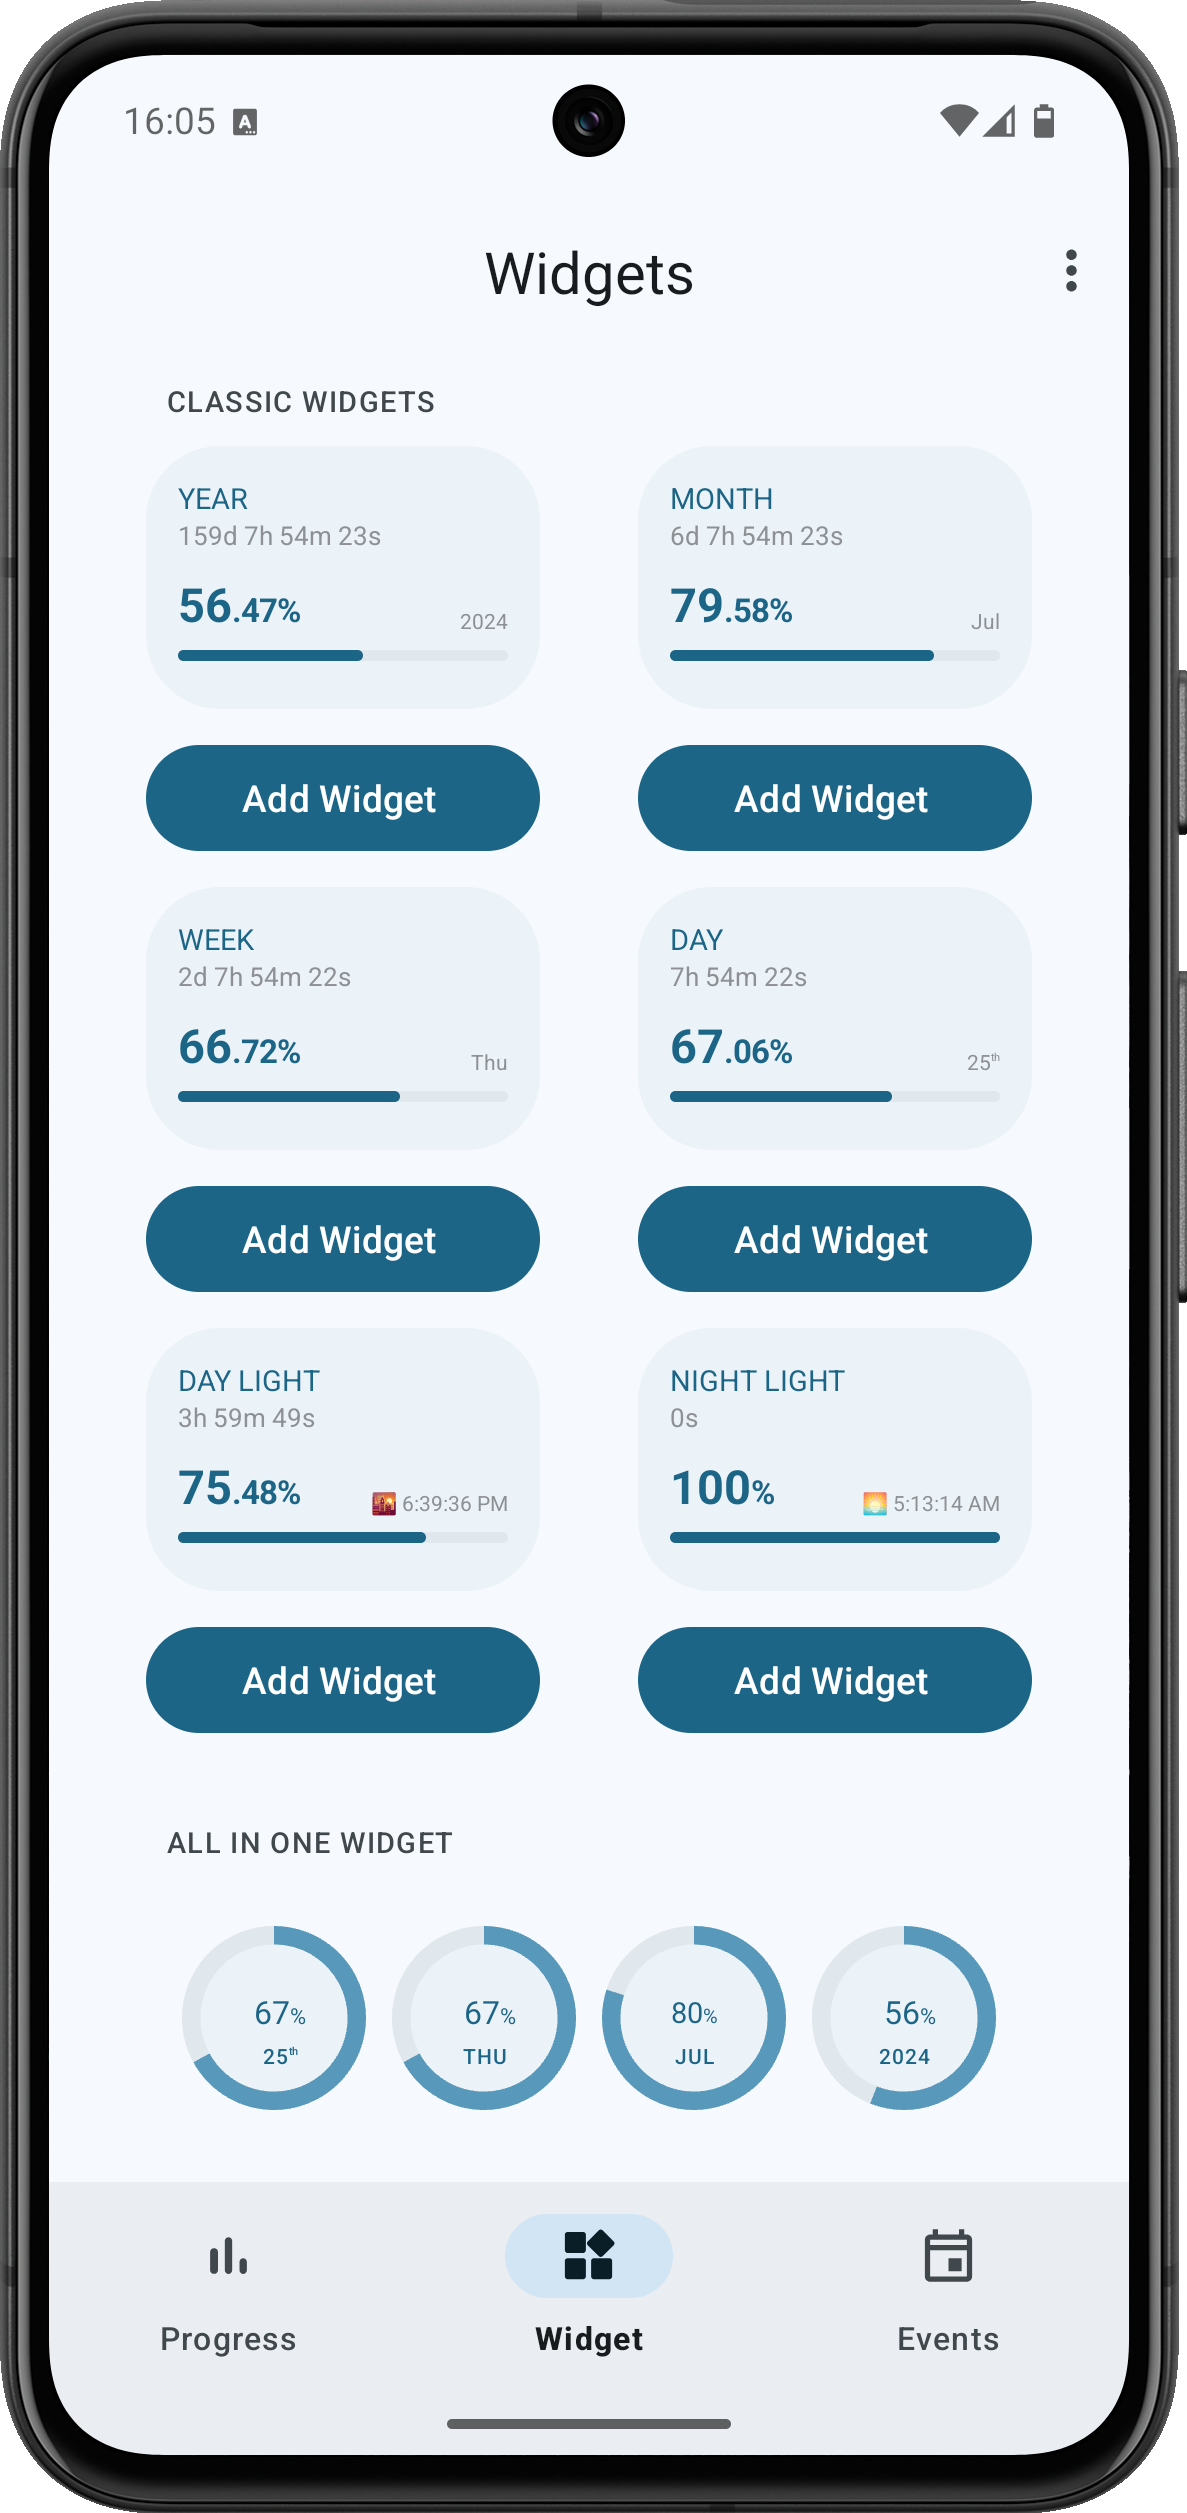 16:05
Widgets
CLASSIC WIDGETS
YEAR
159d 7h 54m 23s
56.47%
2024
MONTH
6d 7h 54m 23s
79.58%
Jul
Add Widget
Add Widget
WEEK
2d 7h 54m 22s
66.72%
Thu
DAY
7h 54m 22s
67.06%
25th
Add Widget
Add Widget
DAY LIGHT
3h 59m 49s
75.48%
🌇 6:39:36 PM
NIGHT LIGHT
0s
100%
🌅 5:13:14 AM
Add Widget
Add Widget
ALL IN ONE WIDGET
67%
25th
67%
THU
80%
JUL
56%
2024
Progress
Widget
Events